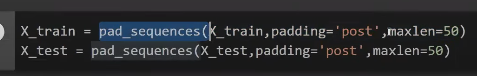 X_train = pad_sequences(X_train,padding='post',maxlen=50)
X_test = pad_sequences(X_test,padding='post',maxlen=50)